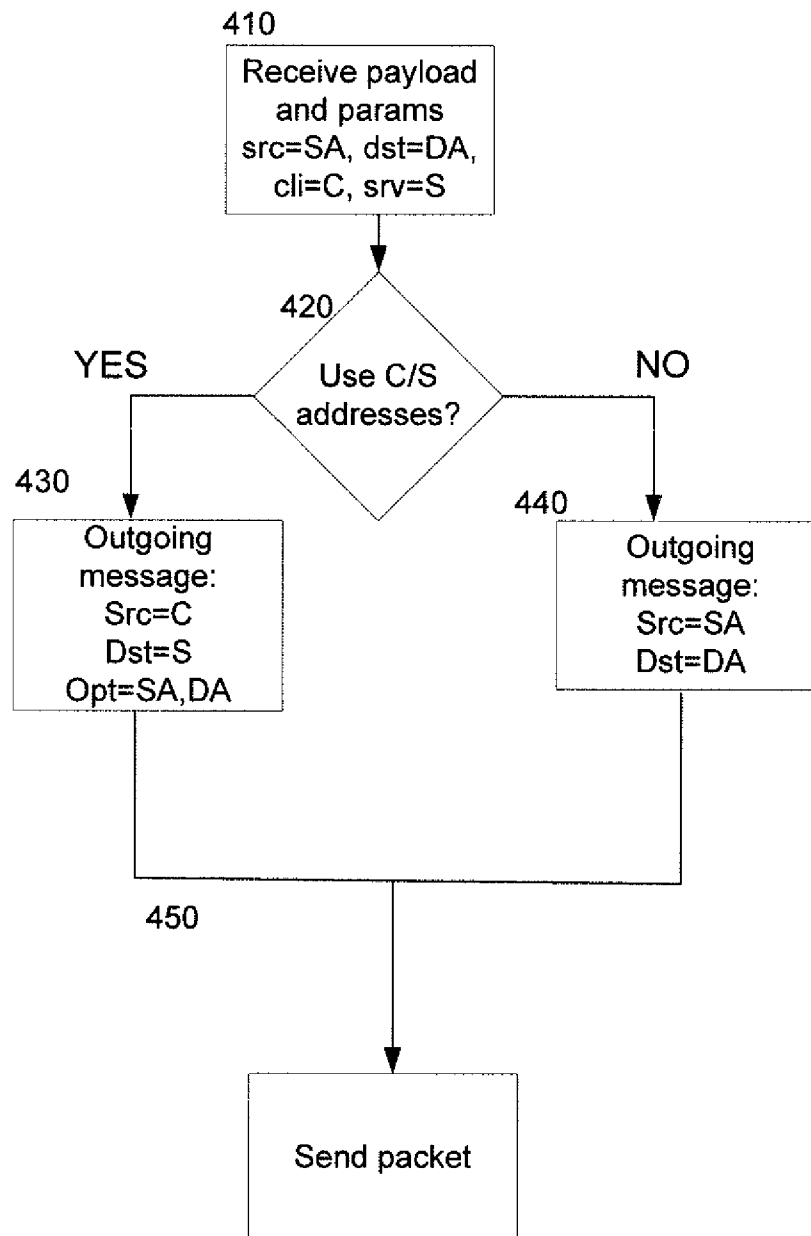 410
Receive payload
and params
src=SA, dst=DA,
cli=C, srv=S
420
YES
NO
Use C/S
addresses?
430
Outgoing
message:
Src=C
Dst=S
Opt=SA,DA
440
Outgoing
message:
Src=SA
Dst=DA
450
Send packet